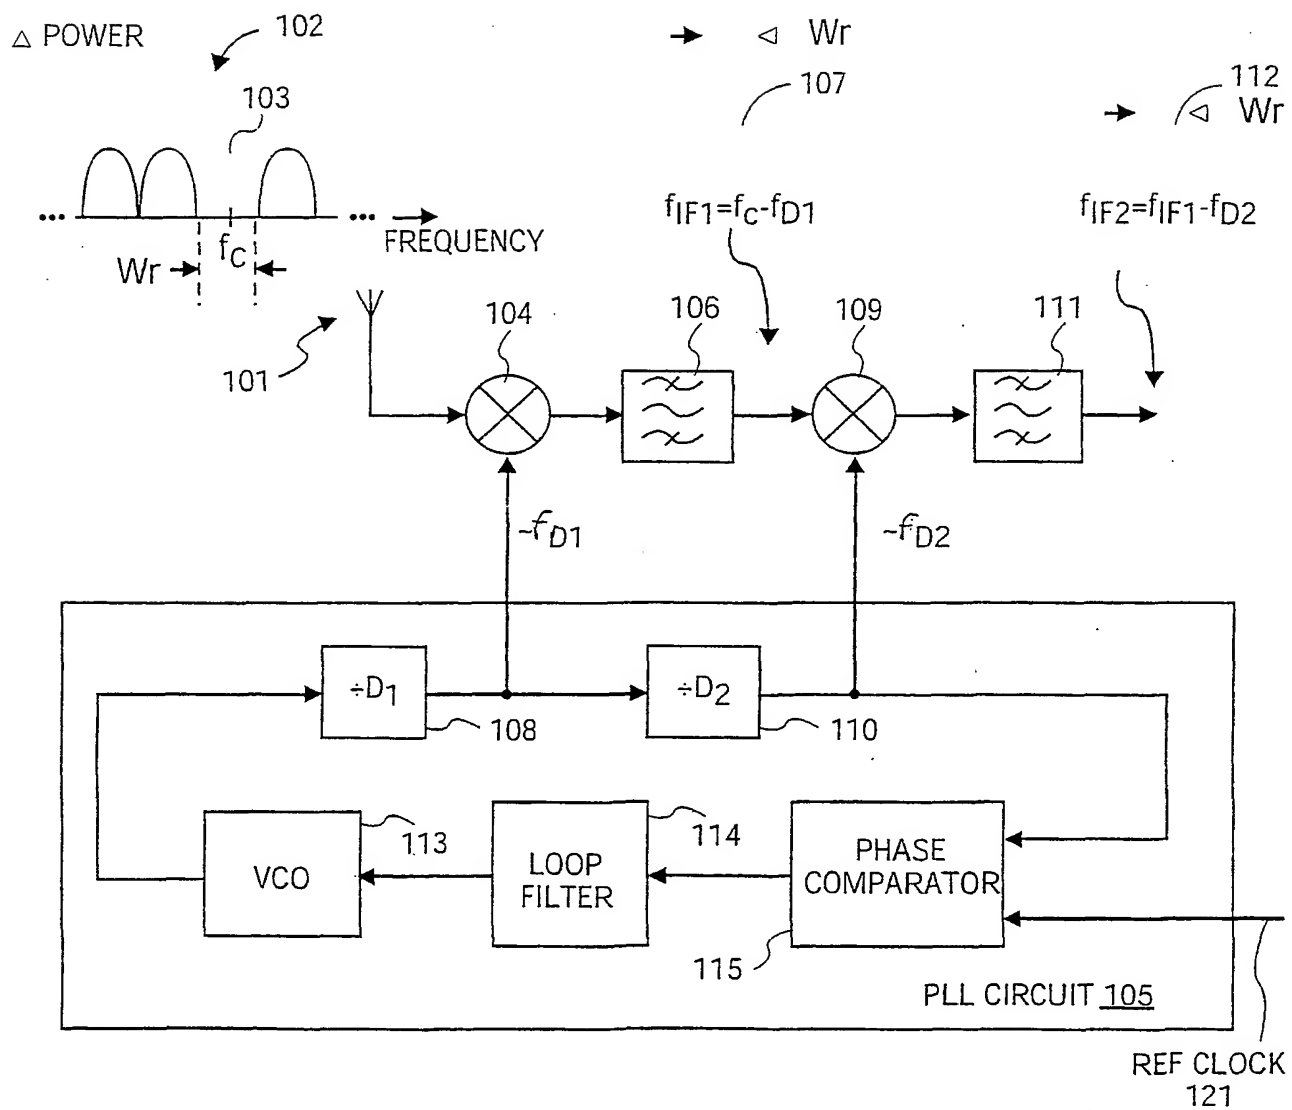 △ POWER
102
Wr
107
112
Wr
103
... ...
FREQUENCY
fC
Wr
fIF1=fC-fD1
fIF2=fIF1-fD2
101
104
106
109
111
~fD1
~fD2
÷D1
108
÷D2
110
VCO
113
LOOP
FILTER
114
PHASE
COMPARATOR
115
PLL CIRCUIT 105
REF CLOCK
121